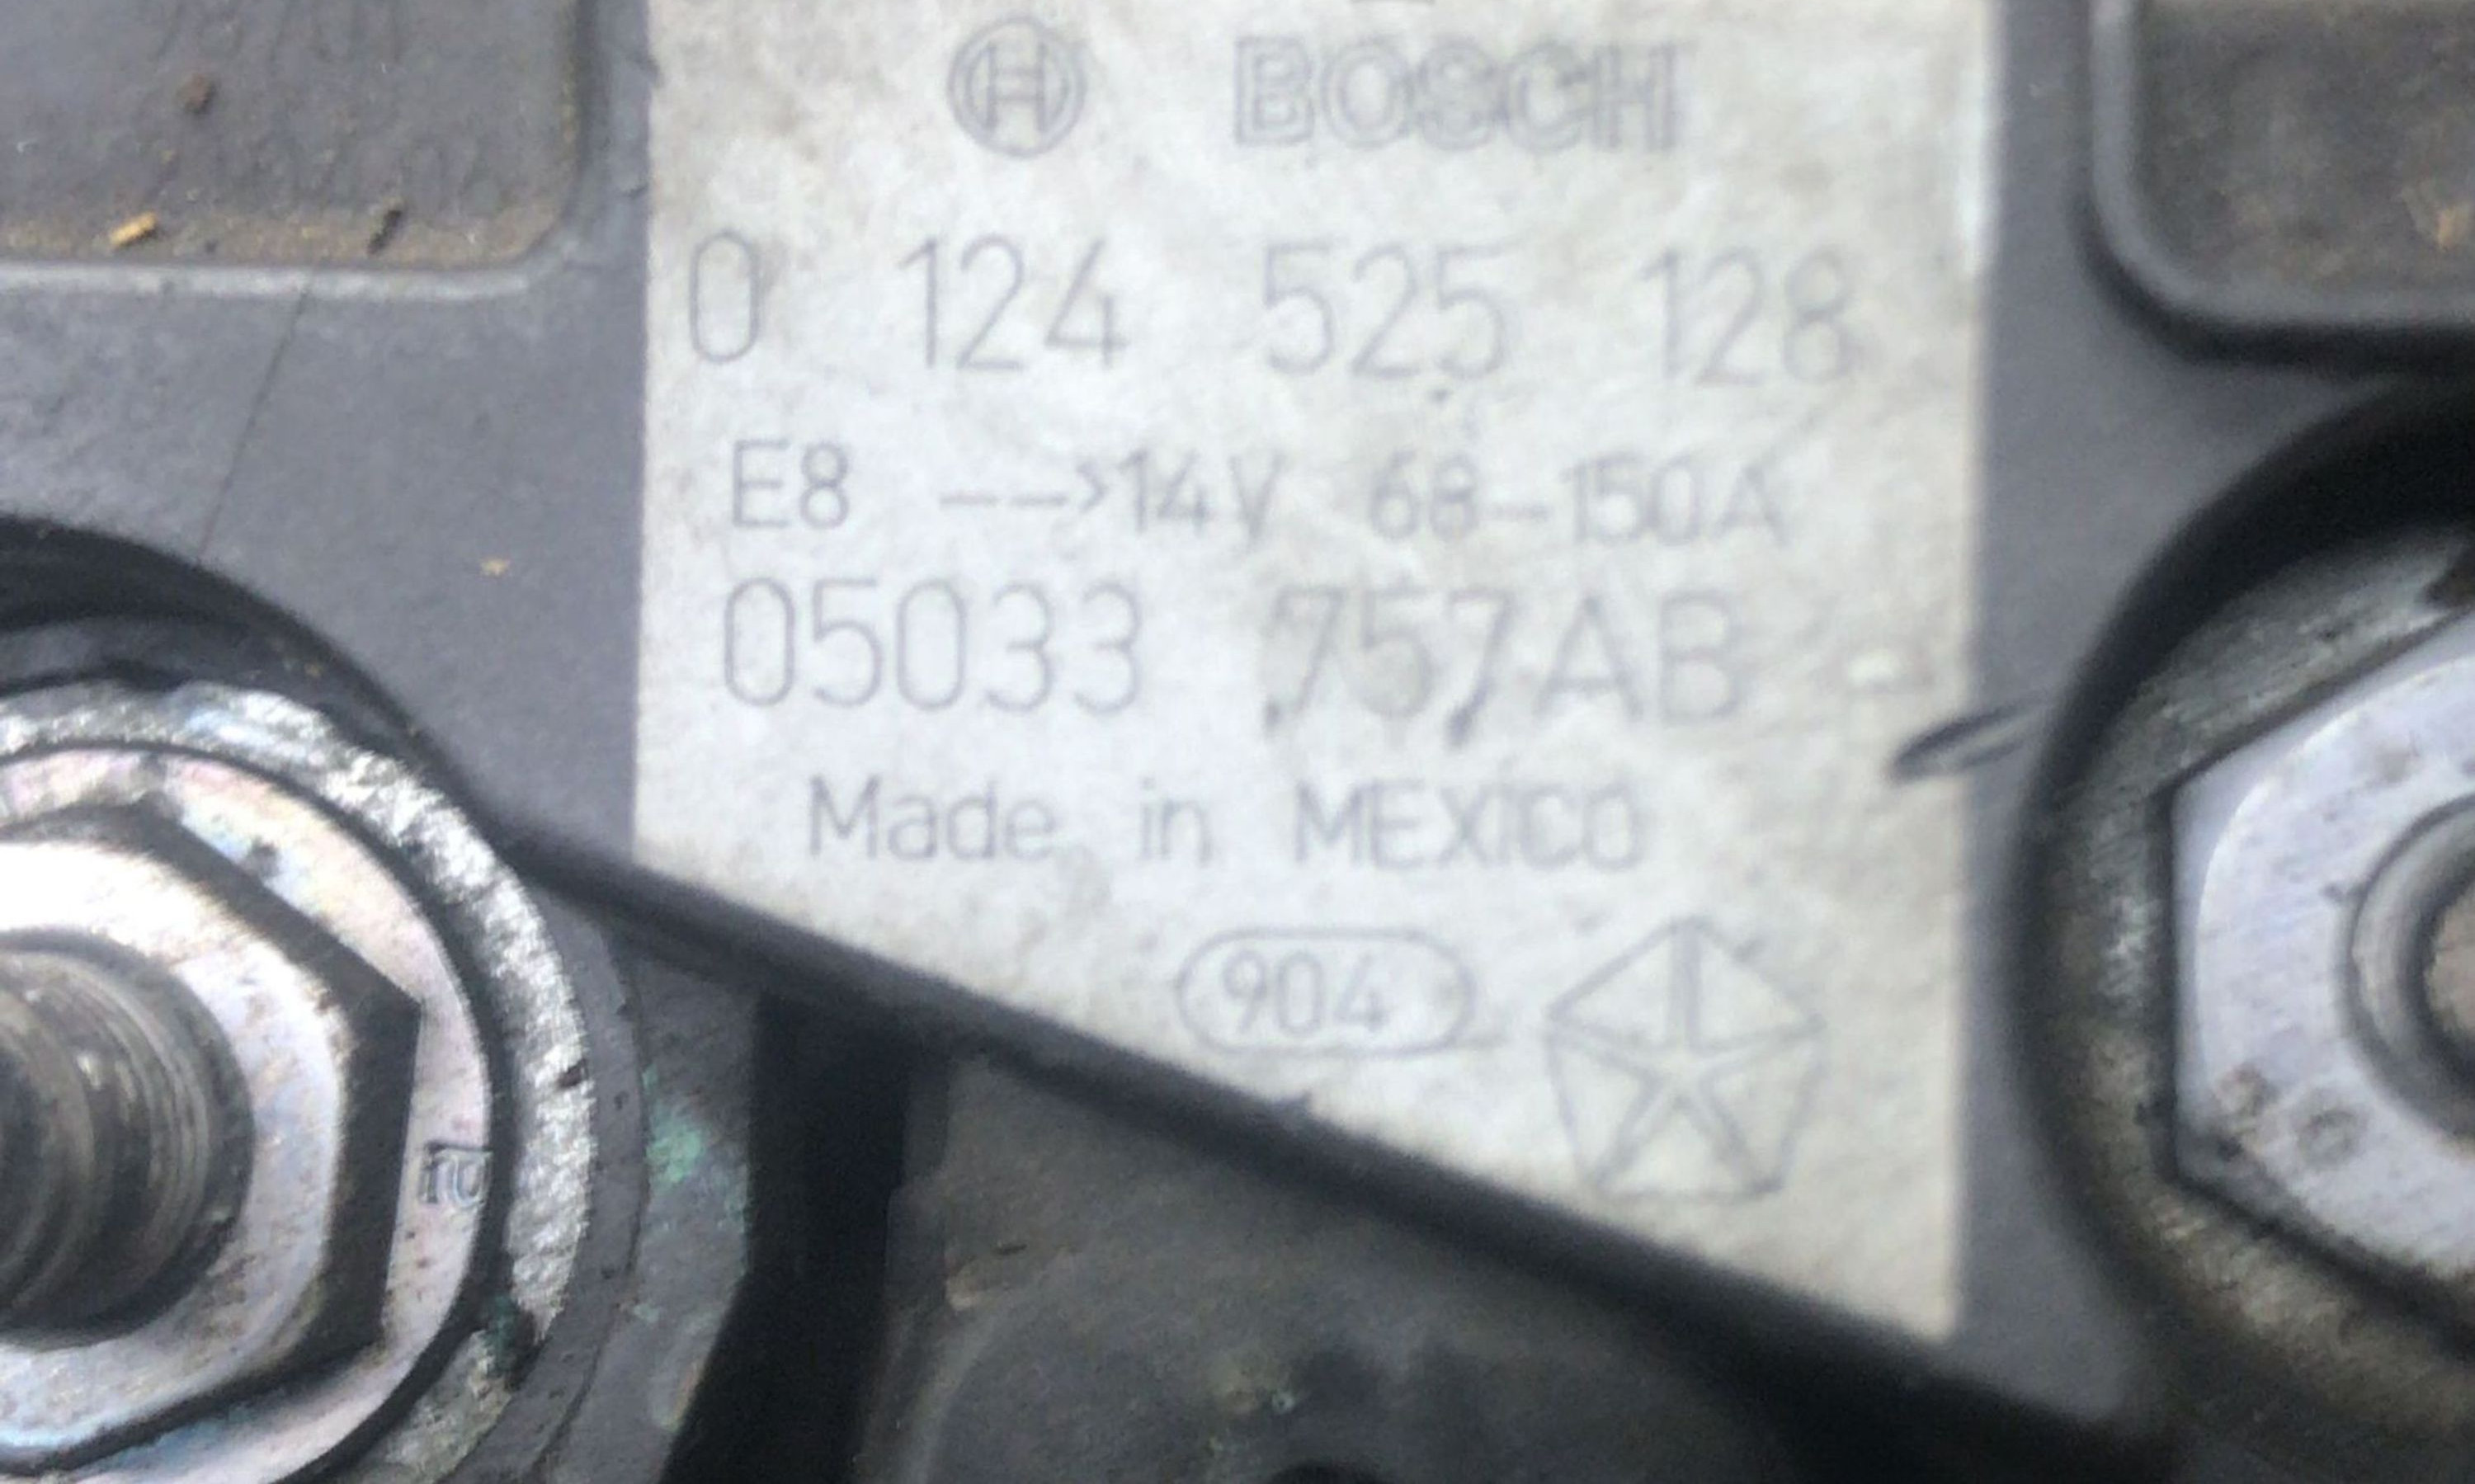 BOSCH
0 124 525 128
E8 -->14V 68-150A
05033 757AB
Made in MEXICO
904